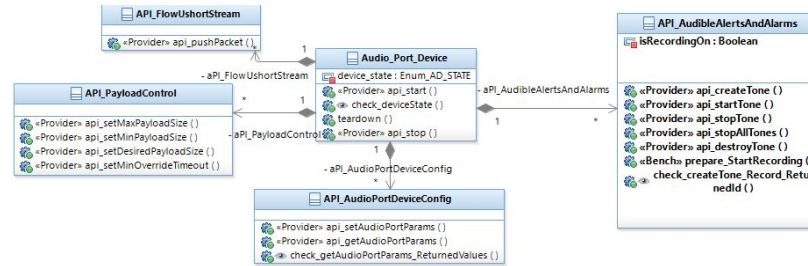 API_FlowUshortStream
«Provider» api_pushPacket ( )
*
1
- aPI_FlowUshortStream
Audio_Port_Device
device_state : Enum_AD_STATE
«Provider» api_start ( )
check_deviceState ( )
teardown ( )
«Provider» api_stop ( )
API_AudibleAlertsAndAlarms
isRecordingOn : Boolean
«Provider» api_createTone ( )
«Provider» api_startTone ( )
«Provider» api_stopTone ( )
«Provider» api_stopAllTones ( )
«Provider» api_destroyTone ( )
«Bench» prepare_StartRecording (
check_createTone_Record_Retu
nedId ( )
- aPI_AudibleAlertsAndAlarms
1
*
API_PayloadControl
«Provider» api_setMaxPayloadSize ( )
«Provider» api_setMinPayloadSize ( )
«Provider» api_setDesiredPayloadSize ( )
«Provider» api_setMinOverrideTimeout ( )
*
1
- aPI_PayloadControl
1
- aPI_AudioPortDeviceConfig
*
API_AudioPortDeviceConfig
«Provider» api_setAudioPortParams ( )
«Provider» api_getAudioPortParams ( )
check_getAudioPortParams_ReturnedValues ( )